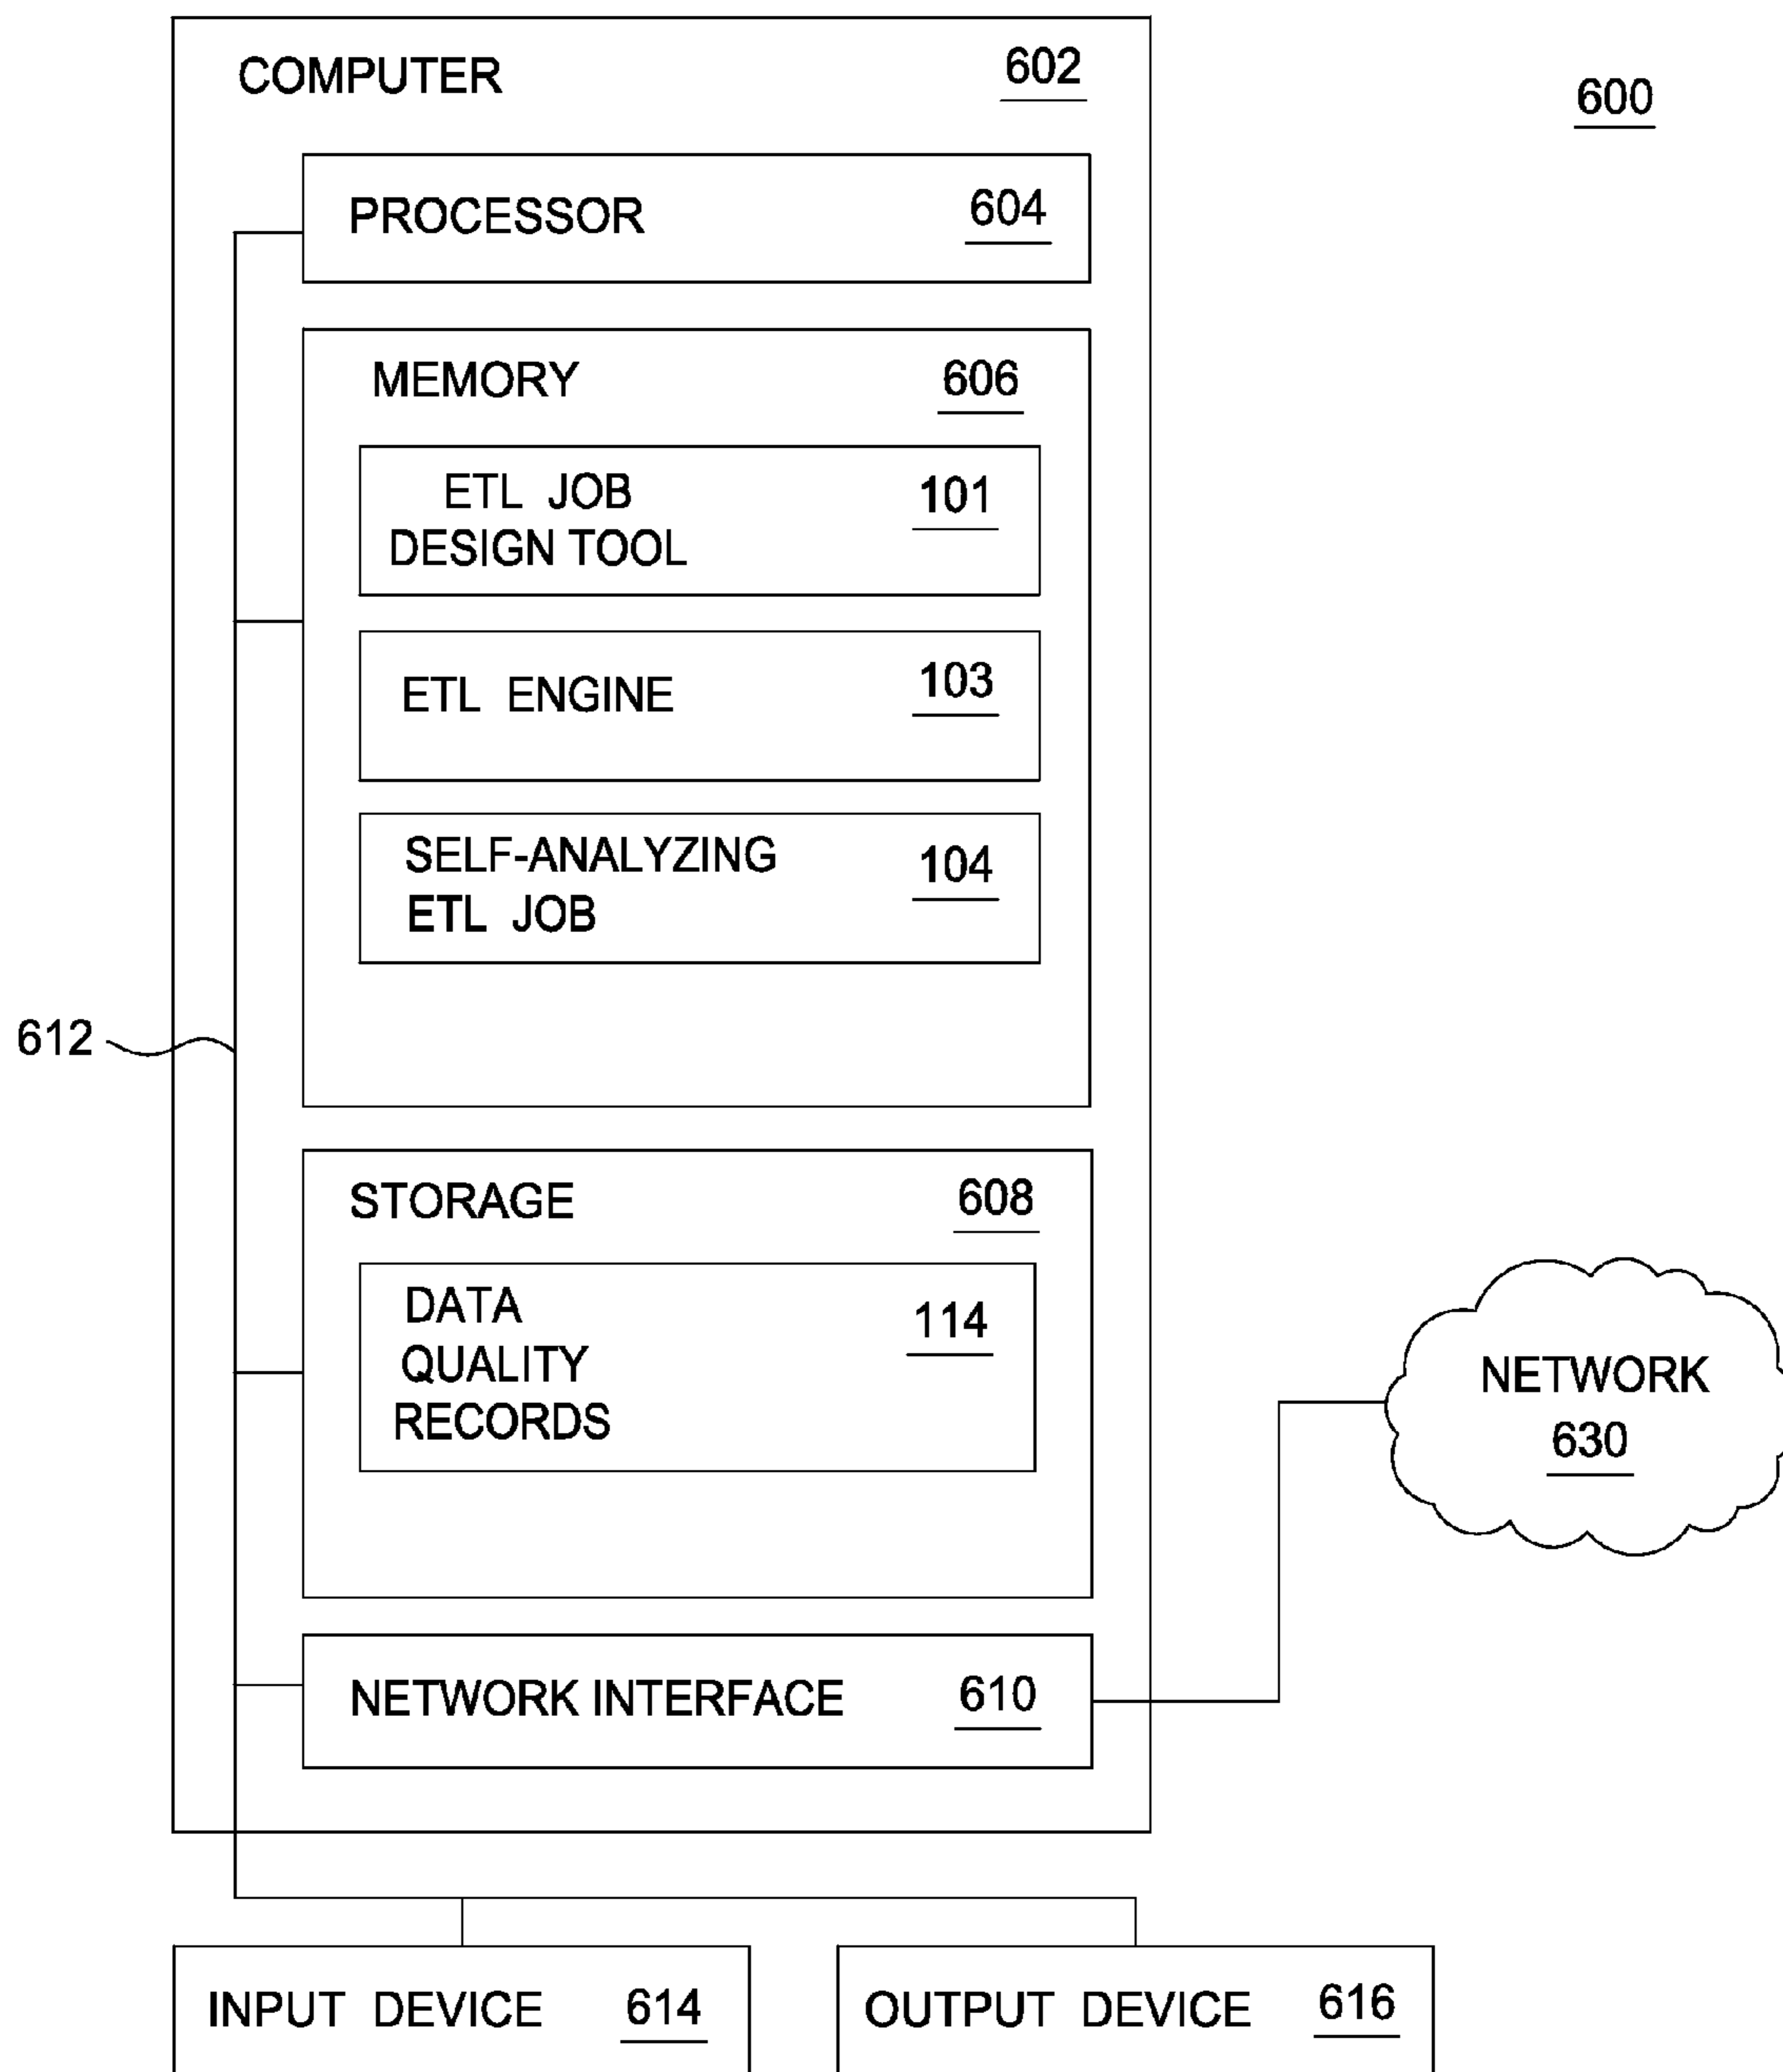 COMPUTER 602
600
PROCESSOR 604
MEMORY 606
ETL JOB 101
DESIGN TOOL
ETL ENGINE 103
SELF-ANALYZING 104
ETL JOB
612
STORAGE 608
DATA 114
QUALITY
RECORDS
NETWORK
630
NETWORK INTERFACE 610
INPUT DEVICE 614
OUTPUT DEVICE 616